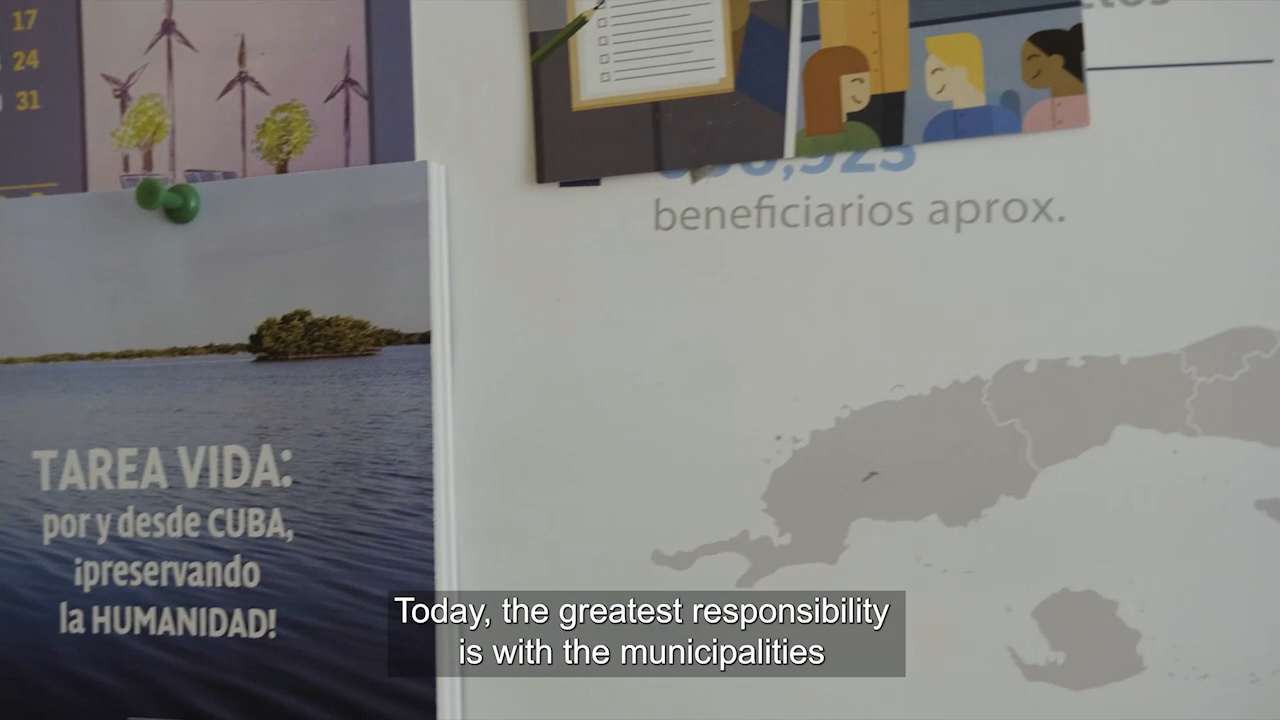 17
24
31
beneficiarios aprox.
TAREA VIDA:
por y desde CUBA,
¡preservando
la HUMANIDAD!
Today, the greatest responsibility
is with the municipalities